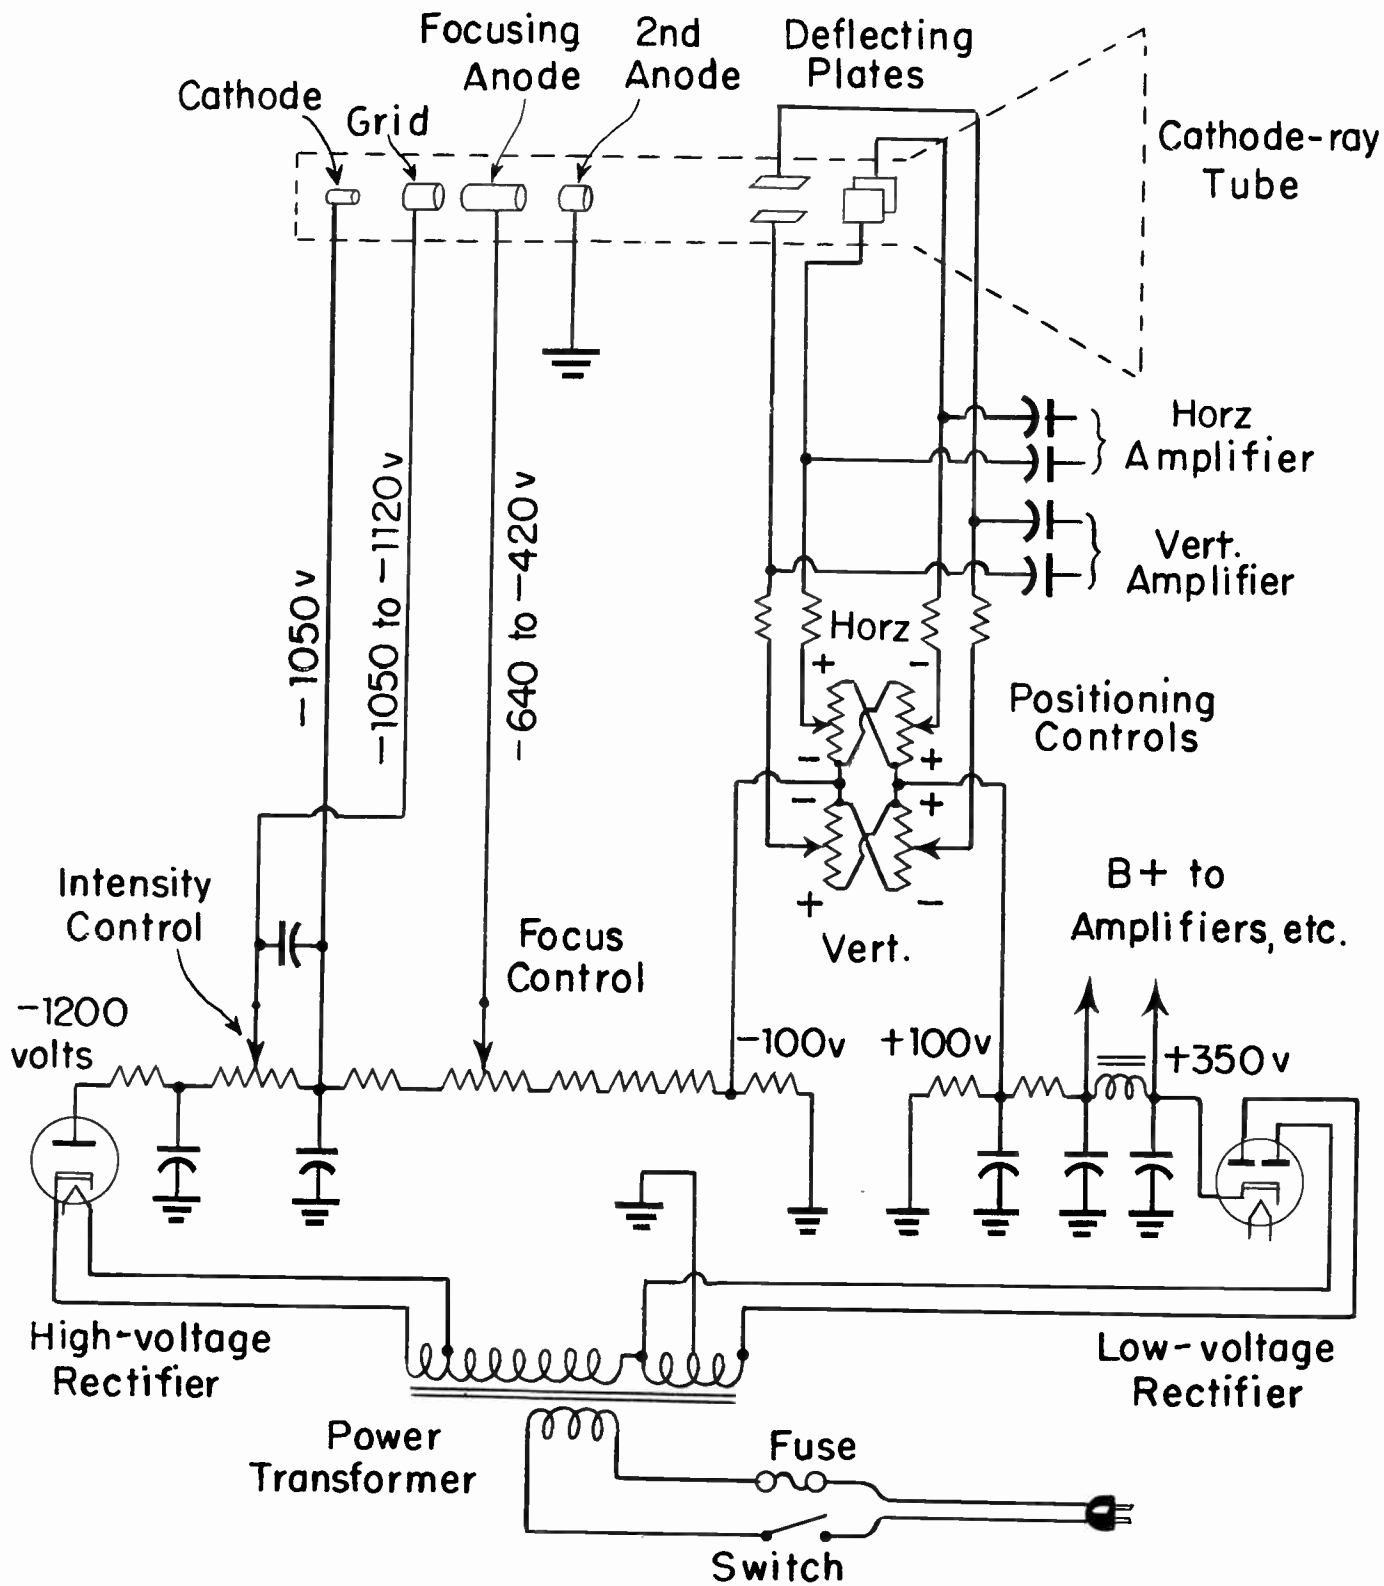 Focusing
Anode
2nd
Anode
Deflecting
Plates
Cathode
Grid
Cathode-ray
Tube
Horz
Amplifier
Vert.
Amplifier
-1050v
-1050 to -1120v
-640 to -420v
Horz
+ -
- +
- +
+ -
Vert.
Positioning
Controls
Intensity
Control
Focus
Control
B+ to
Amplifiers, etc.
-1200
volts
-100v
+100v
+350v
High-voltage
Rectifier
Low-voltage
Rectifier
Power
Transformer
Fuse
Switch